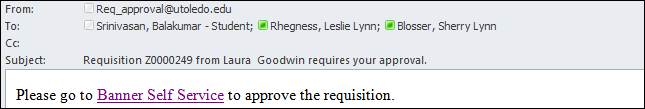 From: Req_approval@utoledo.edu
To: Srinivasan, Balakumar - Student; Rhegness, Leslie Lynn; Blosser, Sherry Lynn
Cc:
Subject: Requisition Z0000249 from Laura Goodwin requires your approval.
Please go to Banner Self Service to approve the requisition.